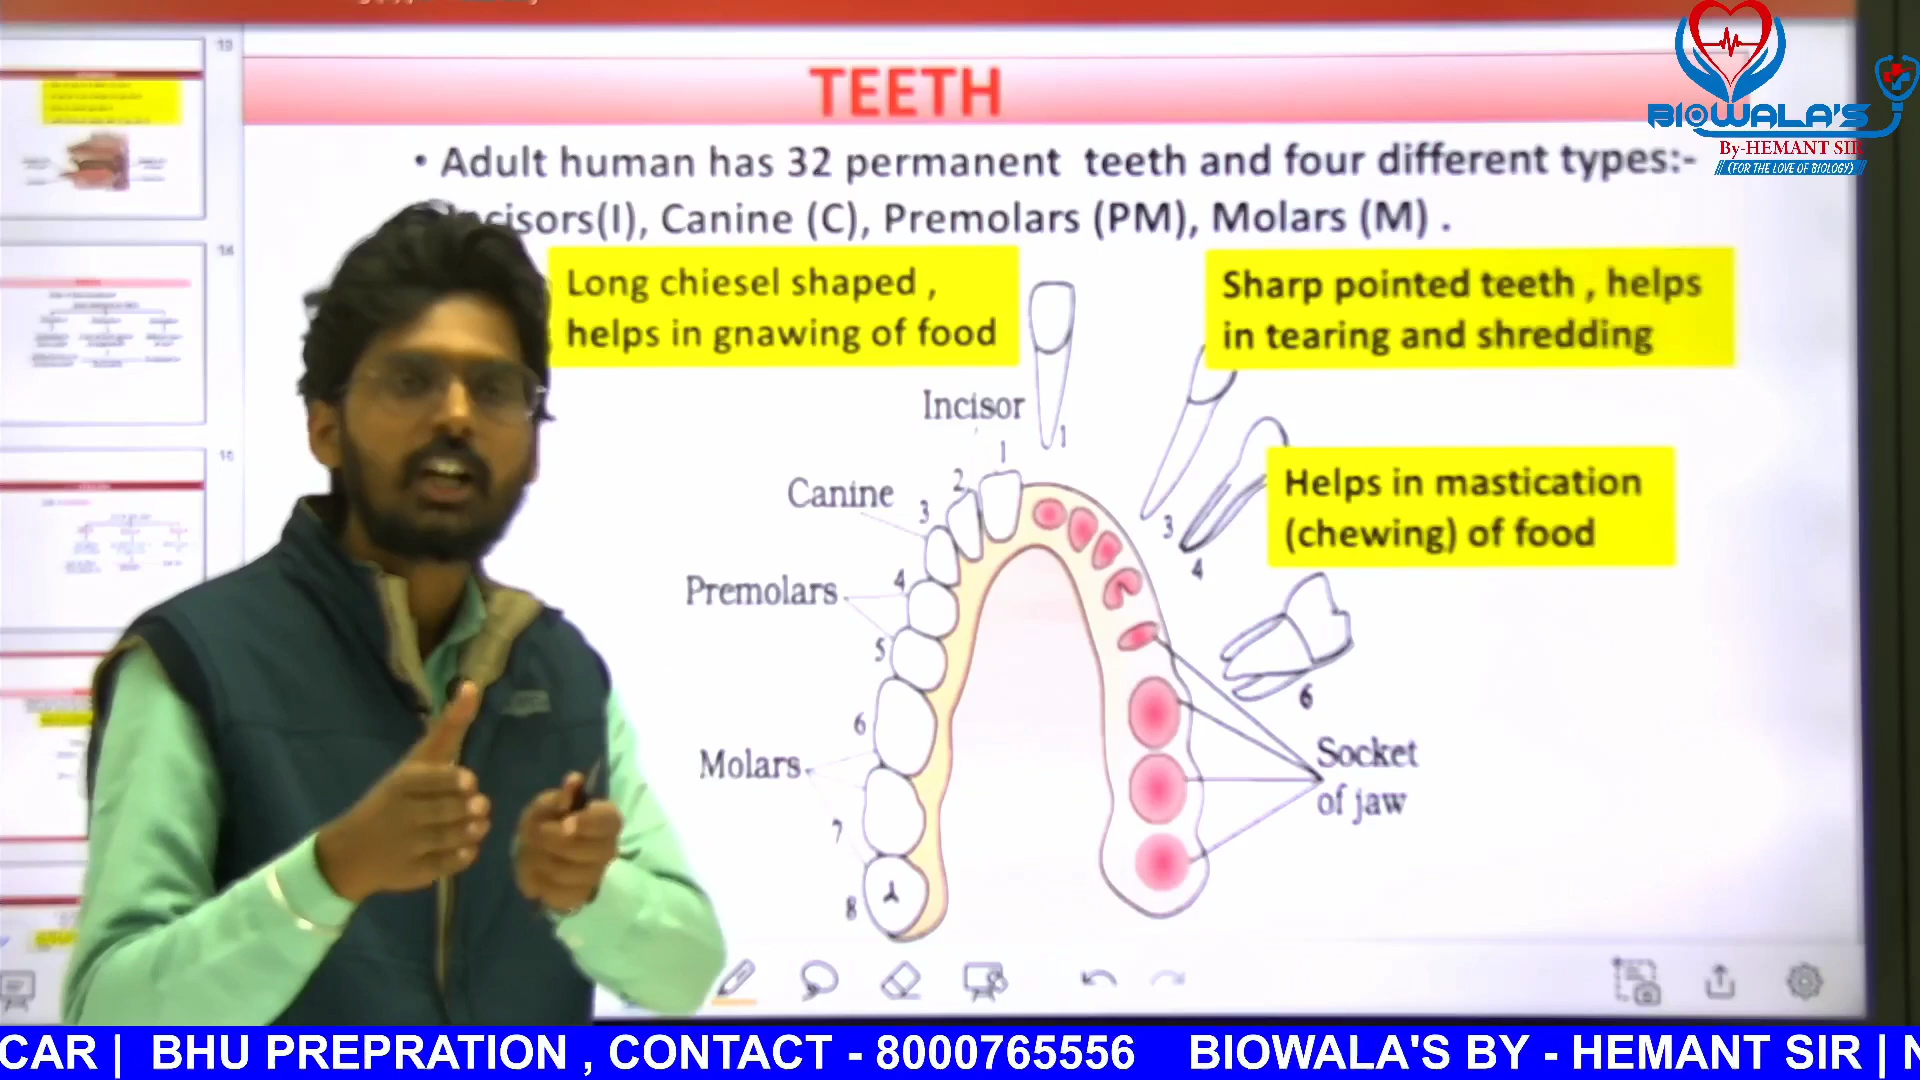 13
TEETH
BIOWALA'S
By-HEMANT SIR
(FOR THE LOVE OF BIOLOGY)
• Adult human has 32 permanent teeth and four different types:-
Incisors(I), Canine (C), Premolars (PM), Molars (M) .
14
Long chiesel shaped ,
helps in gnawing of food
Sharp pointed teeth , helps
in tearing and shredding
Incisor
1
1
2
Canine
3
Helps in mastication
(chewing) of food
3
4
4
Premolars
5
6
6
Molars
7
8
Socket
of jaw
CAR | BHU PREPRATION , CONTACT - 8000765556 BIOWALA'S BY - HEMANT SIR | N